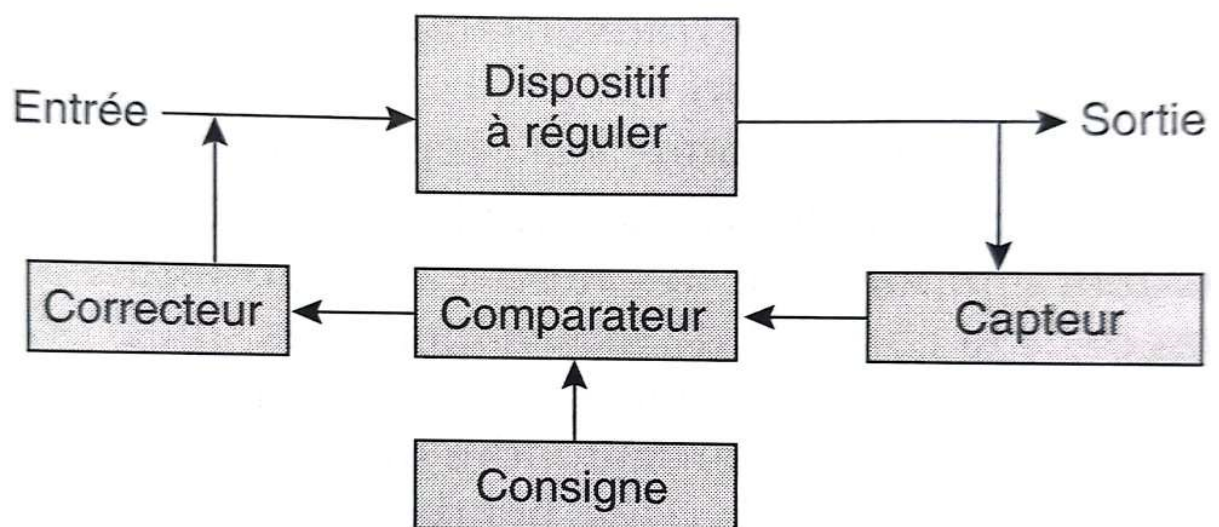 Dispositif
à réguler
Entrée
Sortie
Correcteur
Comparateur
Capteur
Consigne